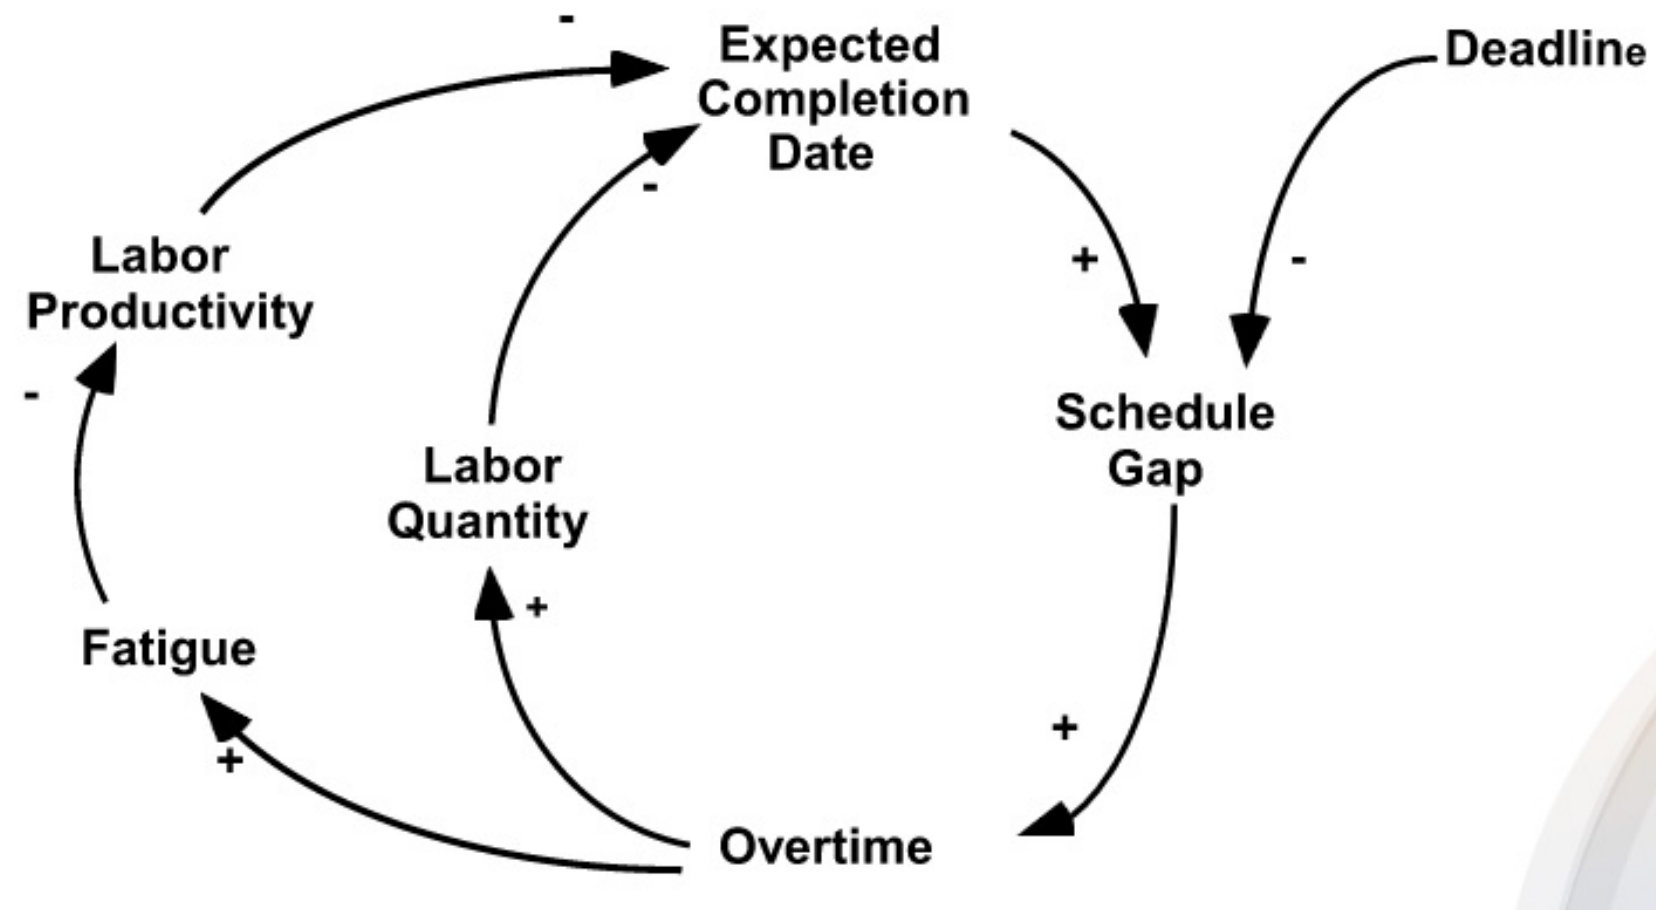 -
Expected
Completion
Date
Deadline
-
+
-
Labor
Productivity
-
Schedule
Gap
Labor
Quantity
+
Fatigue
+
+
Overtime